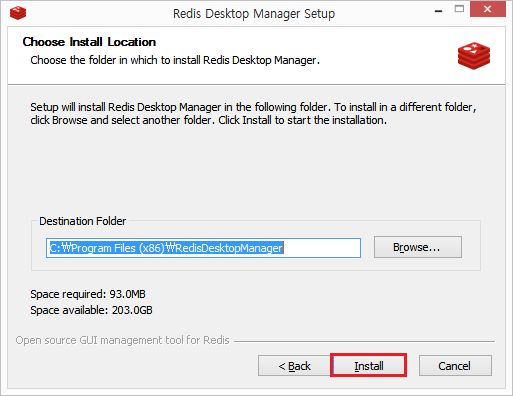 Redis Desktop Manager Setup
Choose Install Location
Choose the folder in which to install Redis Desktop Manager.
Setup will install Redis Desktop Manager in the following folder. To install in a different folder,
click Browse and select another folder. Click Install to start the installation.
Destination Folder
C:₩Program Files (x86)₩RedisDesktopManager
Browse...
Space required: 93.0MB
Space available: 203.0GB
Open source GUI management tool for Redis
< Back
Install
Cancel